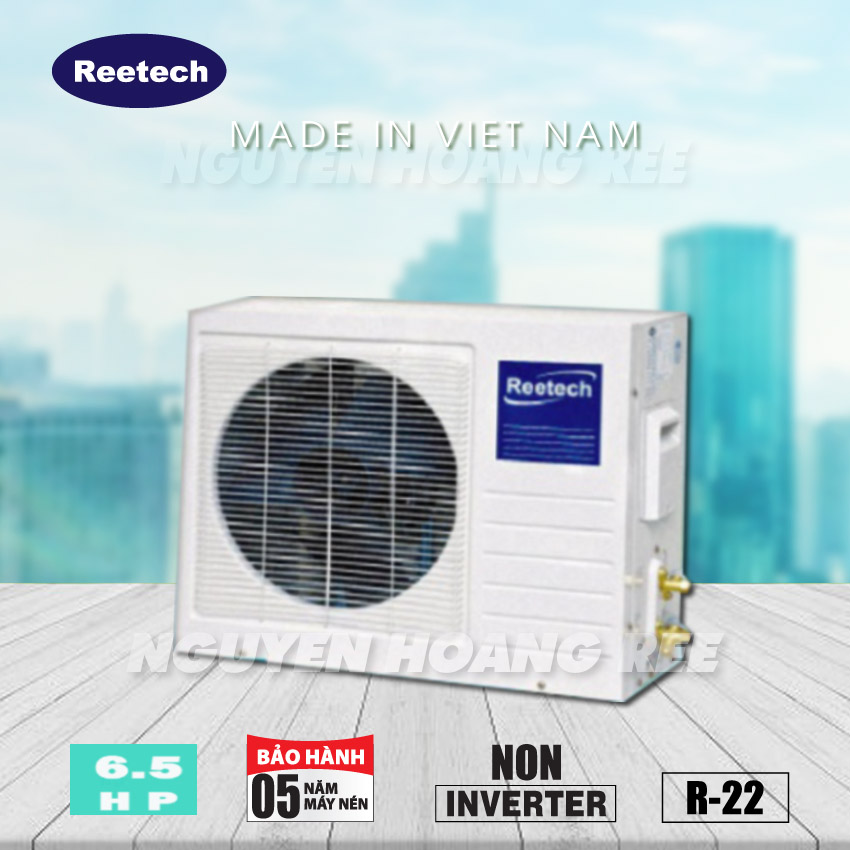 Reetech
MADE IN VIET NAM
NGUYEN HOANG REE
Reetech
NGUYEN HOANG REE
6.5
HP
BẢO HÀNH
05 NĂM
MÁY NÉN
NON
INVERTER
R-22